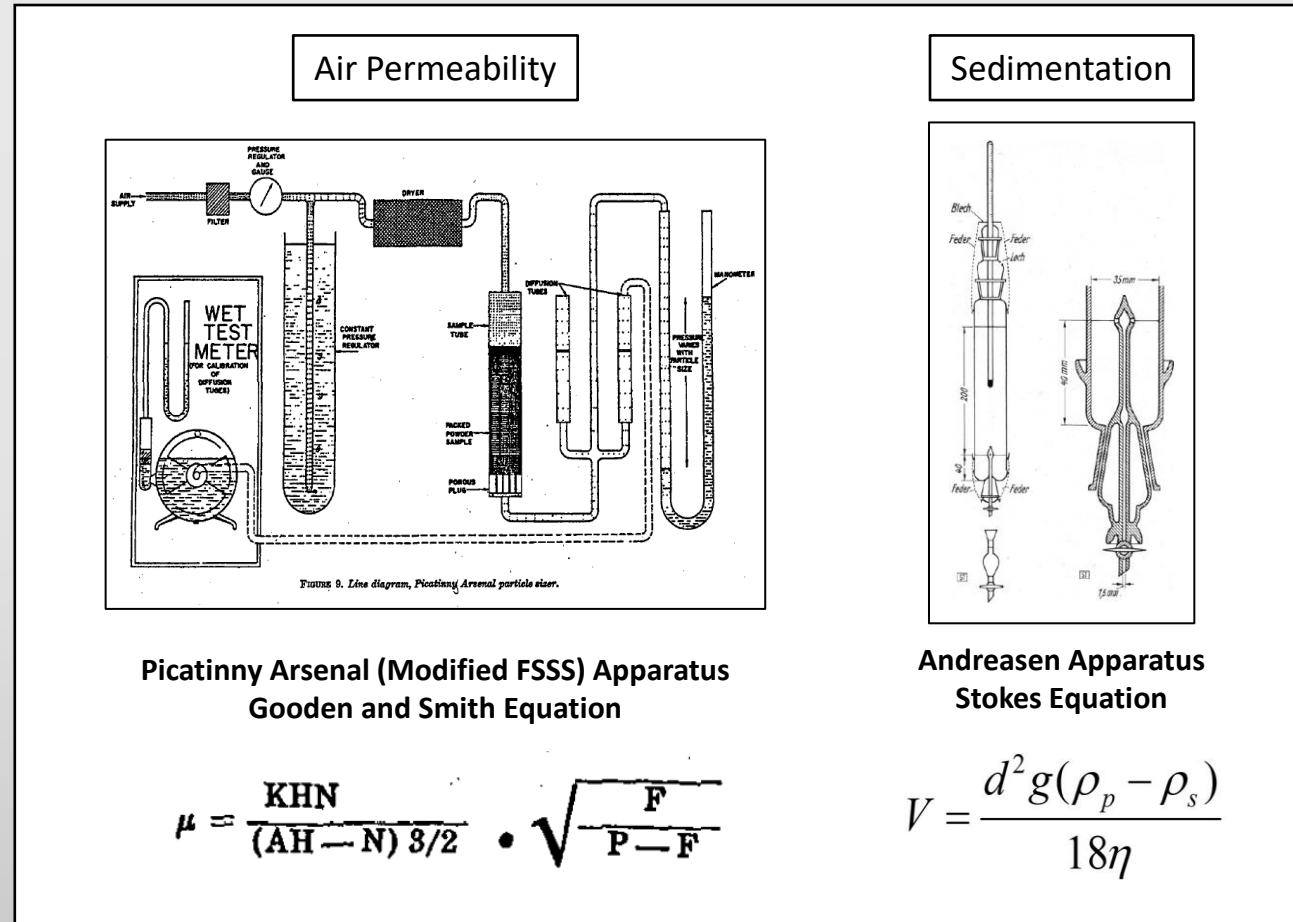 Air Permeability
Sedimentation
PRESSURE
REGULATOR
AND
GAUGE
AIR
SUPPLY
FILTER
DRYER
WET
TEST
METER
(FOR CALIBRATION
OF
DIFFUSION
TUBES)
CONSTANT
PRESSURE
REGULATOR
SAMPLE
TUBE
PACKED
POWDER
SAMPLE
POROUS
PLUG
DIFFUSION
TUBES
MANOMETER
PRESSURE
VARIES
WITH
PARTICLE
SIZE
FIGURE 9. Line diagram, Picatinny Arsenal particle sizer.
Blech
Feder
Feder
Loch
200
40
Feder
Feder
35mm
40 mm
1,5 mm
Picatinny Arsenal (Modified FSSS) Apparatus
Gooden and Smith Equation
Andreasen Apparatus
Stokes Equation
μ = KHN / (AH — N) 3/2 • √(F / P — F)
V = d²g(ρₚ − ρₛ) / 18η